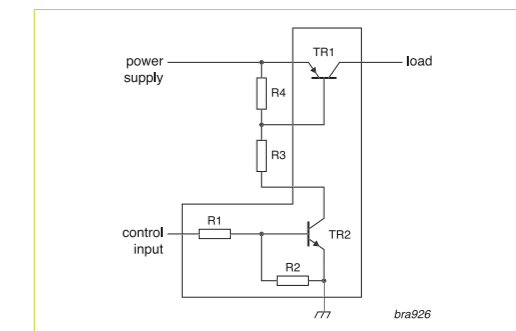 TR1
power
supply
load
R4
R3
R1
control
input
TR2
R2
bra926